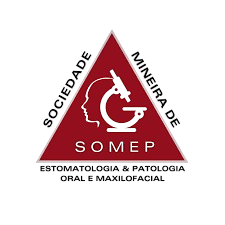 SOCIEDADE
MINEIRA DE
SOMEP
ESTOMATOLOGIA & PATOLOGIA
ORAL E MAXILOFACIAL